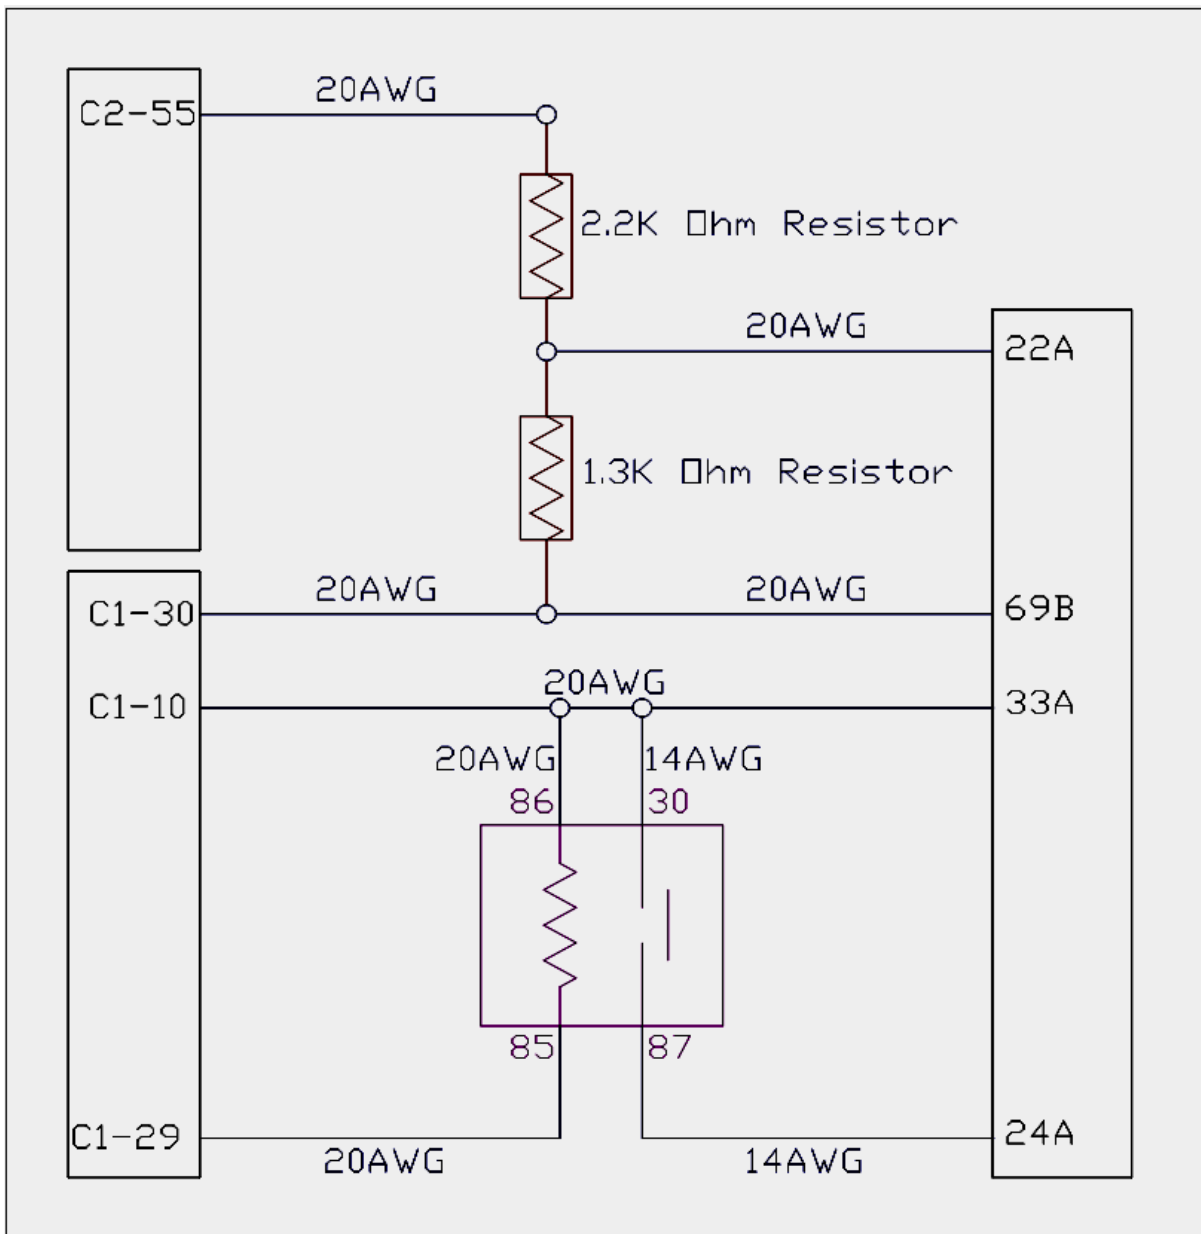 20AWG
C2-55
2.2K Ohm Resistor
20AWG
22A
1.3K Ohm Resistor
20AWG
20AWG
C1-30
69B
20AWG
C1-10
33A
20AWG
14AWG
86
30
85
87
C1-29
24A
20AWG
14AWG